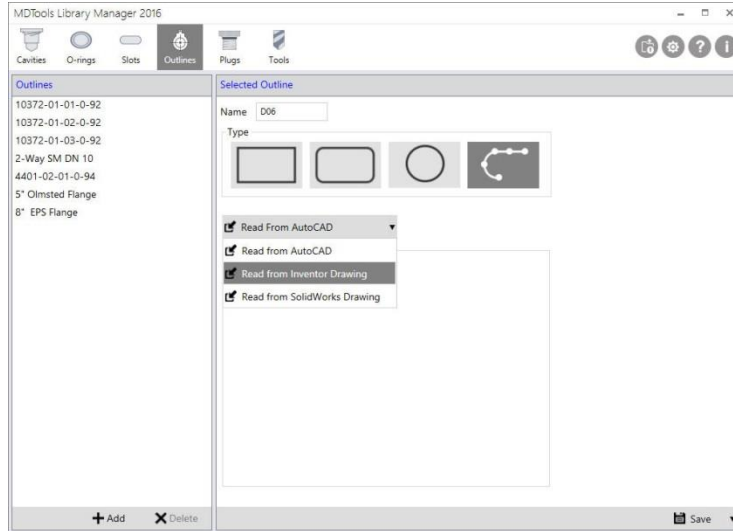 MDTools Library Manager 2016
Cavities O-rings Slots Outlines Plugs Tools
Outlines
10372-01-01-0-92
10372-01-02-0-92
10372-01-03-0-92
2-Way SM DN 10
4401-02-01-0-94
5" Olmsted Flange
8" EPS Flange
Add Delete
Selected Outline
Name D06
Type
Read From AutoCAD
Read from AutoCAD
Read from Inventor Drawing
Read from SolidWorks Drawing
Save